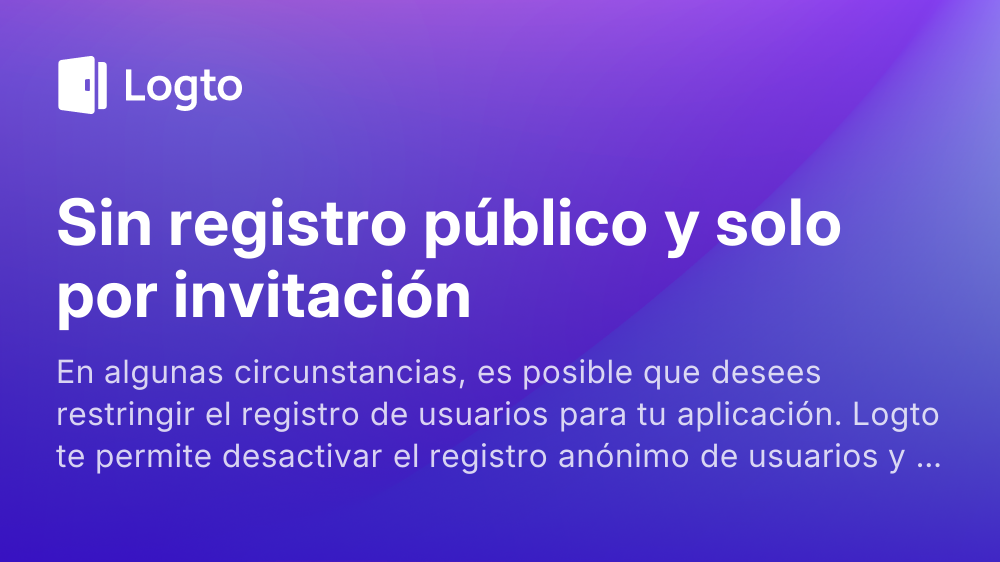 Logto
Sin registro público y solo
por invitación
En algunas circunstancias, es posible que desees
restringir el registro de usuarios para tu aplicación. Logto
te permite desactivar el registro anónimo de usuarios y ...